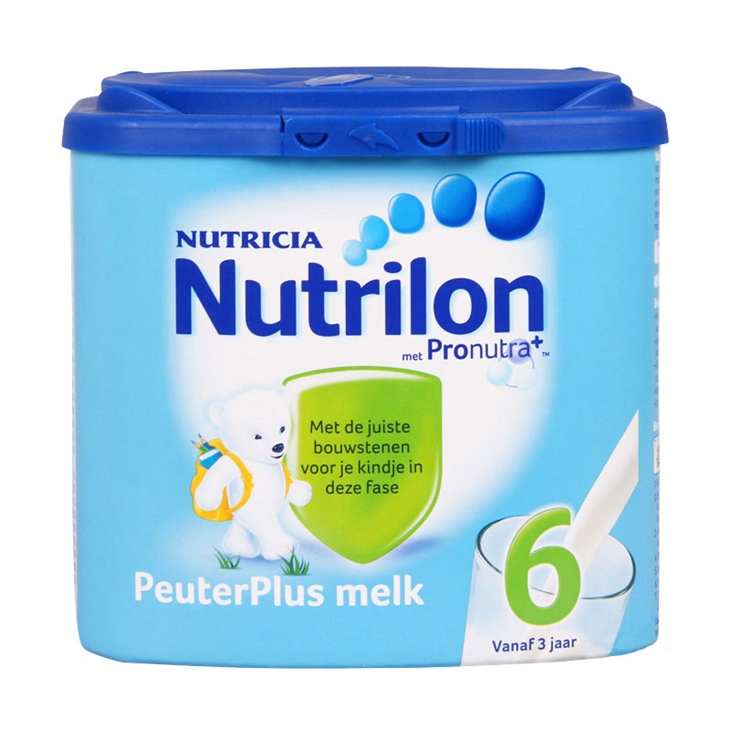 NUTRICIA
Nutrilon
met Pronutra+™
Met de juiste
bouwstenen
voor je kindje in
deze fase
PeuterPlus melk
6
Vanaf 3 jaar